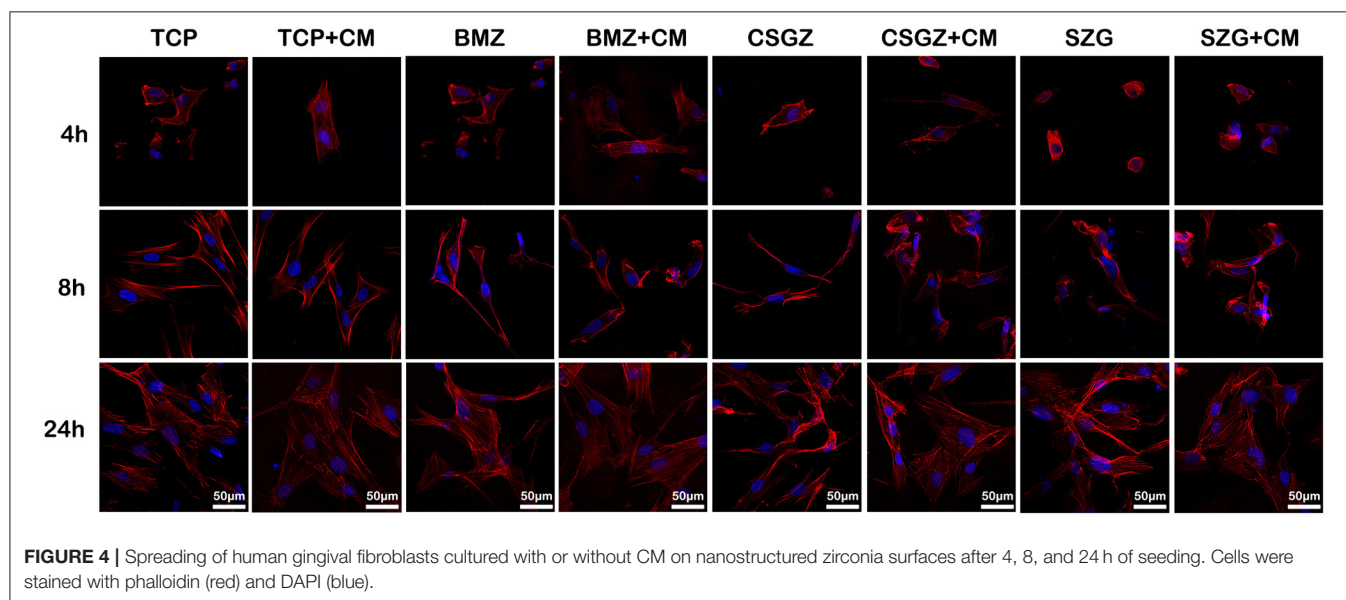 TCP TCP+CM BMZ BMZ+CM CSGZ CSGZ+CM SZG SZG+CM
4h
8h
24h
50μm 50μm 50μm 50μm 50μm 50μm 50μm 50μm
FIGURE 4 | Spreading of human gingival fibroblasts cultured with or without CM on nanostructured zirconia surfaces after 4, 8, and 24 h of seeding. Cells were
stained with phalloidin (red) and DAPI (blue).